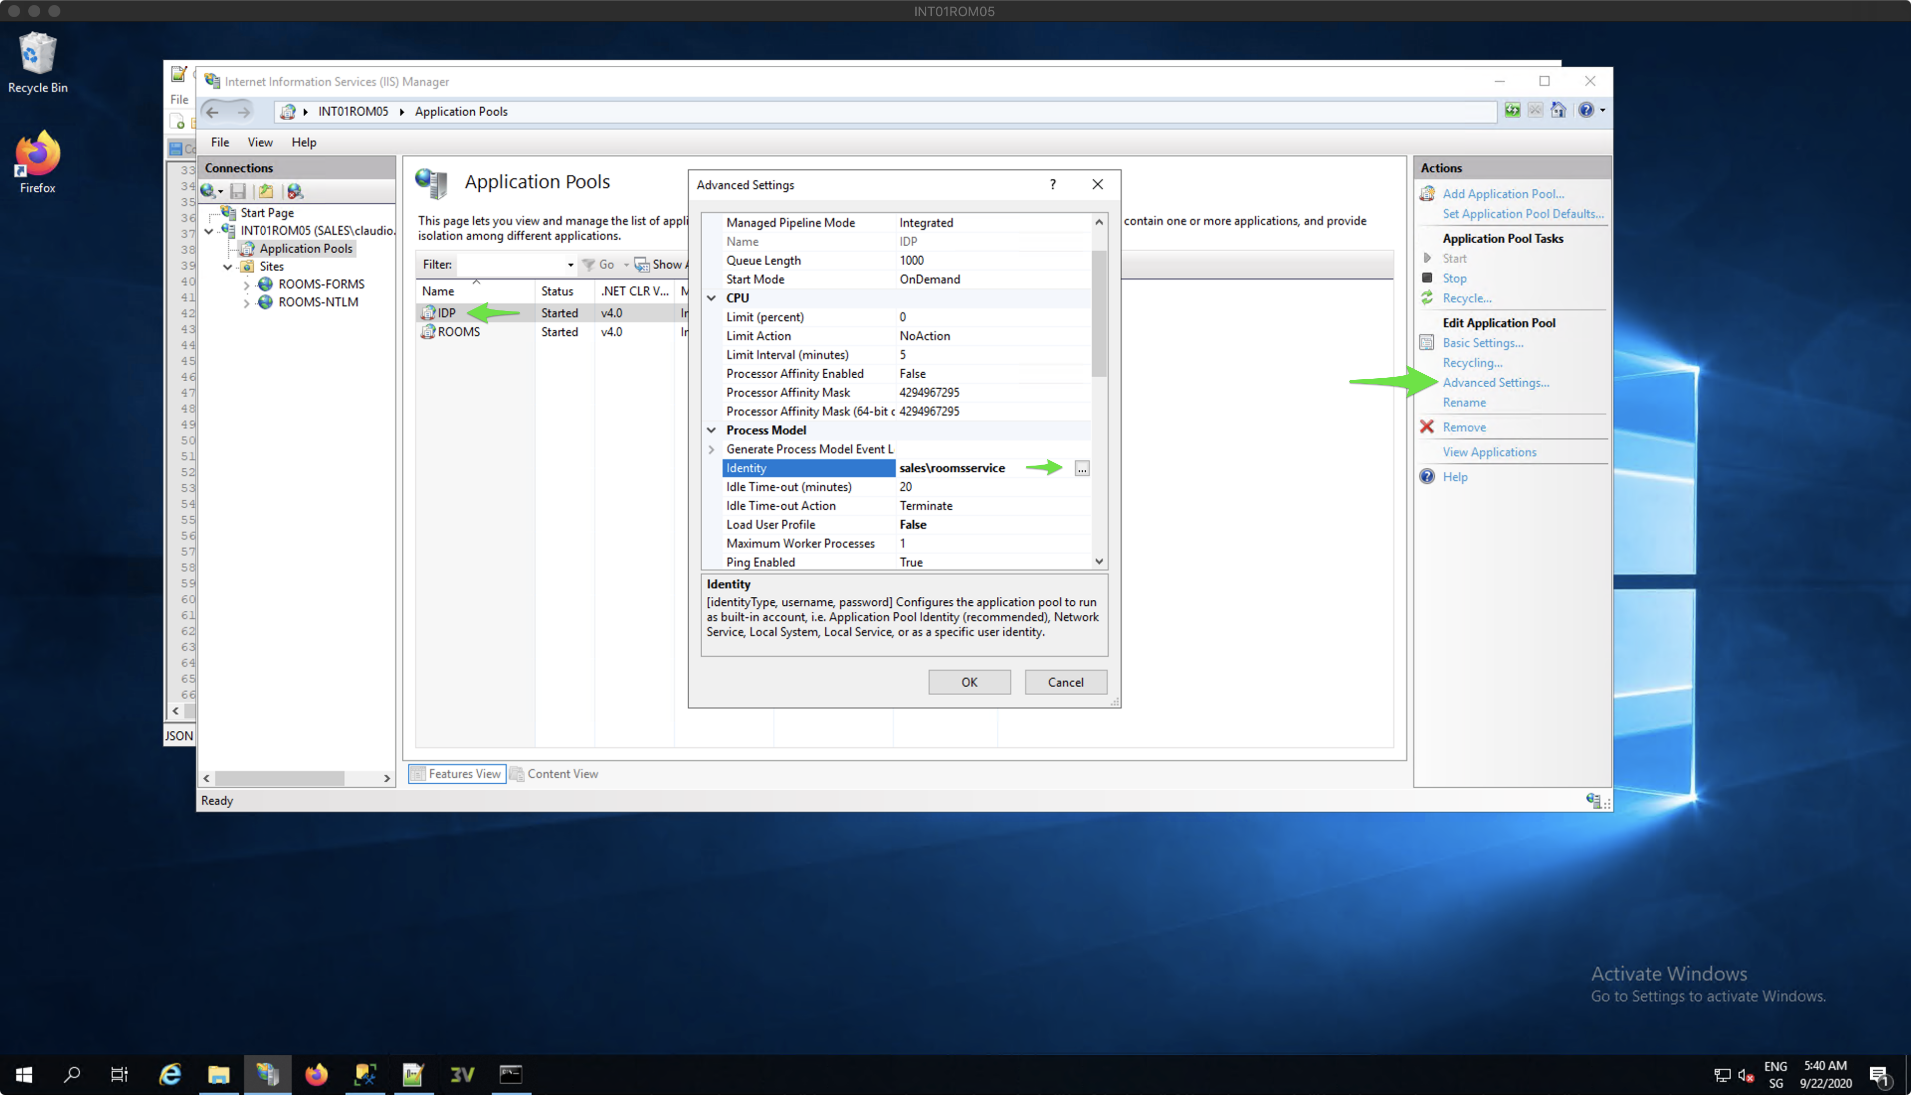 INT01ROM05
Recycle Bin
Firefox
Internet Information Services (IIS) Manager
INT01ROM05
Application Pools
File
File View Help
Connections
Start Page
INT01ROM05 (SALES\claudio.
Application Pools
Sites
ROOMS-FORMS
ROOMS-NTLM
33
34
35
36
37
38
39
40
41
42
43
44
45
46
47
48
49
50
51
52
53
54
55
56
57
58
59
60
61
62
63
64
65
66
JSON
Application Pools
This page lets you view and manage the list of appli
contain one or more applications, and provide
isolation among different applications.
Filter:
Go
Show A
Name Status .NET CLR V... M
IDP Started v4.0 In
ROOMS Started v4.0 In
Features View
Content View
Ready
Advanced Settings
?
Managed Pipeline Mode Integrated
Name IDP
Queue Length 1000
Start Mode OnDemand
CPU
Limit (percent) 0
Limit Action NoAction
Limit Interval (minutes) 5
Processor Affinity Enabled False
Processor Affinity Mask 4294967295
Processor Affinity Mask (64-bit o 4294967295
Process Model
Generate Process Model Event L
Identity sales\roomsservice ...
Idle Time-out (minutes) 20
Idle Time-out Action Terminate
Load User Profile False
Maximum Worker Processes 1
Ping Enabled True
Identity
[identityType, username, password] Configures the application pool to run
as built-in account, i.e. Application Pool Identity (recommended), Network
Service, Local System, Local Service, or as a specific user identity.
OK
Cancel
Actions
Add Application Pool...
Set Application Pool Defaults...
Application Pool Tasks
Start
Stop
Recycle...
Edit Application Pool
Basic Settings...
Recycling...
Advanced Settings...
Rename
Remove
View Applications
Help
Activate Windows
Go to Settings to activate Windows.
3V
ENG
SG
5:40 AM
9/22/2020
1